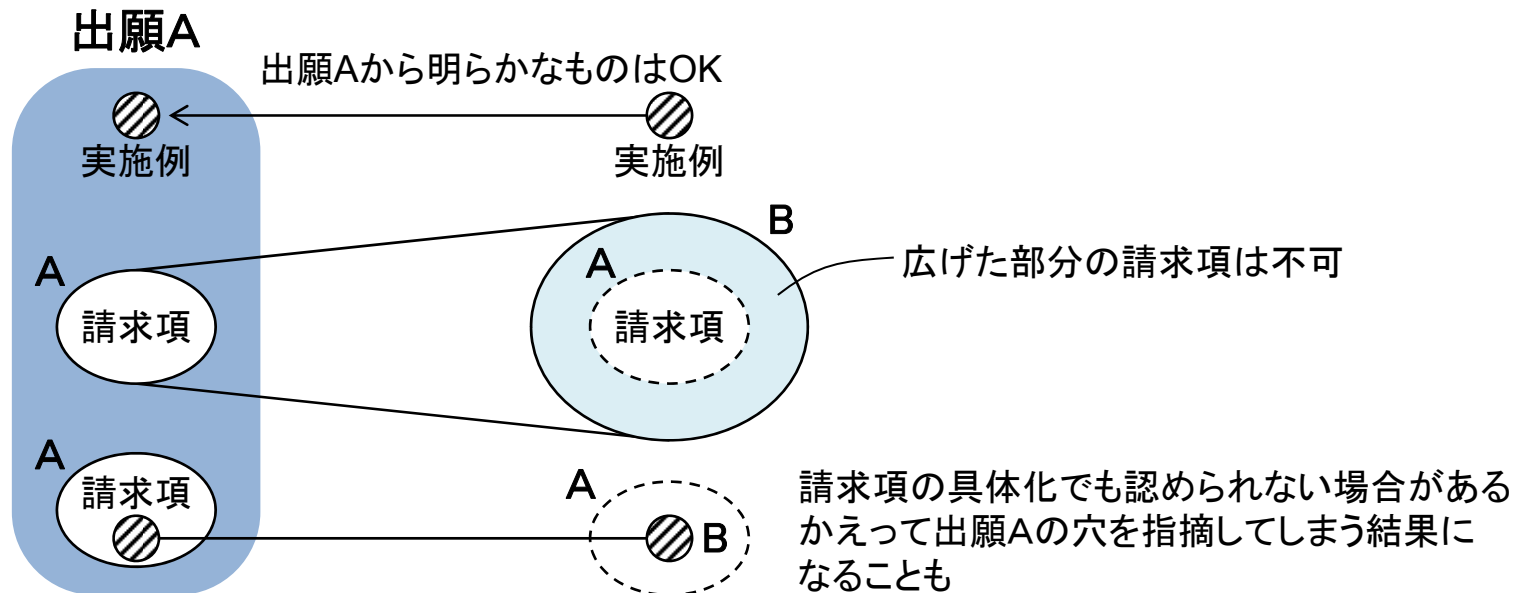 出願A
出願Aから明らかなものはOK
実施例
実施例
B
A
A
広げた部分の請求項は不可
請求項
請求項
A
請求項
A
B
請求項の具体化でも認められない場合がある
かえって出願Aの穴を指摘してしまう結果に
なることも